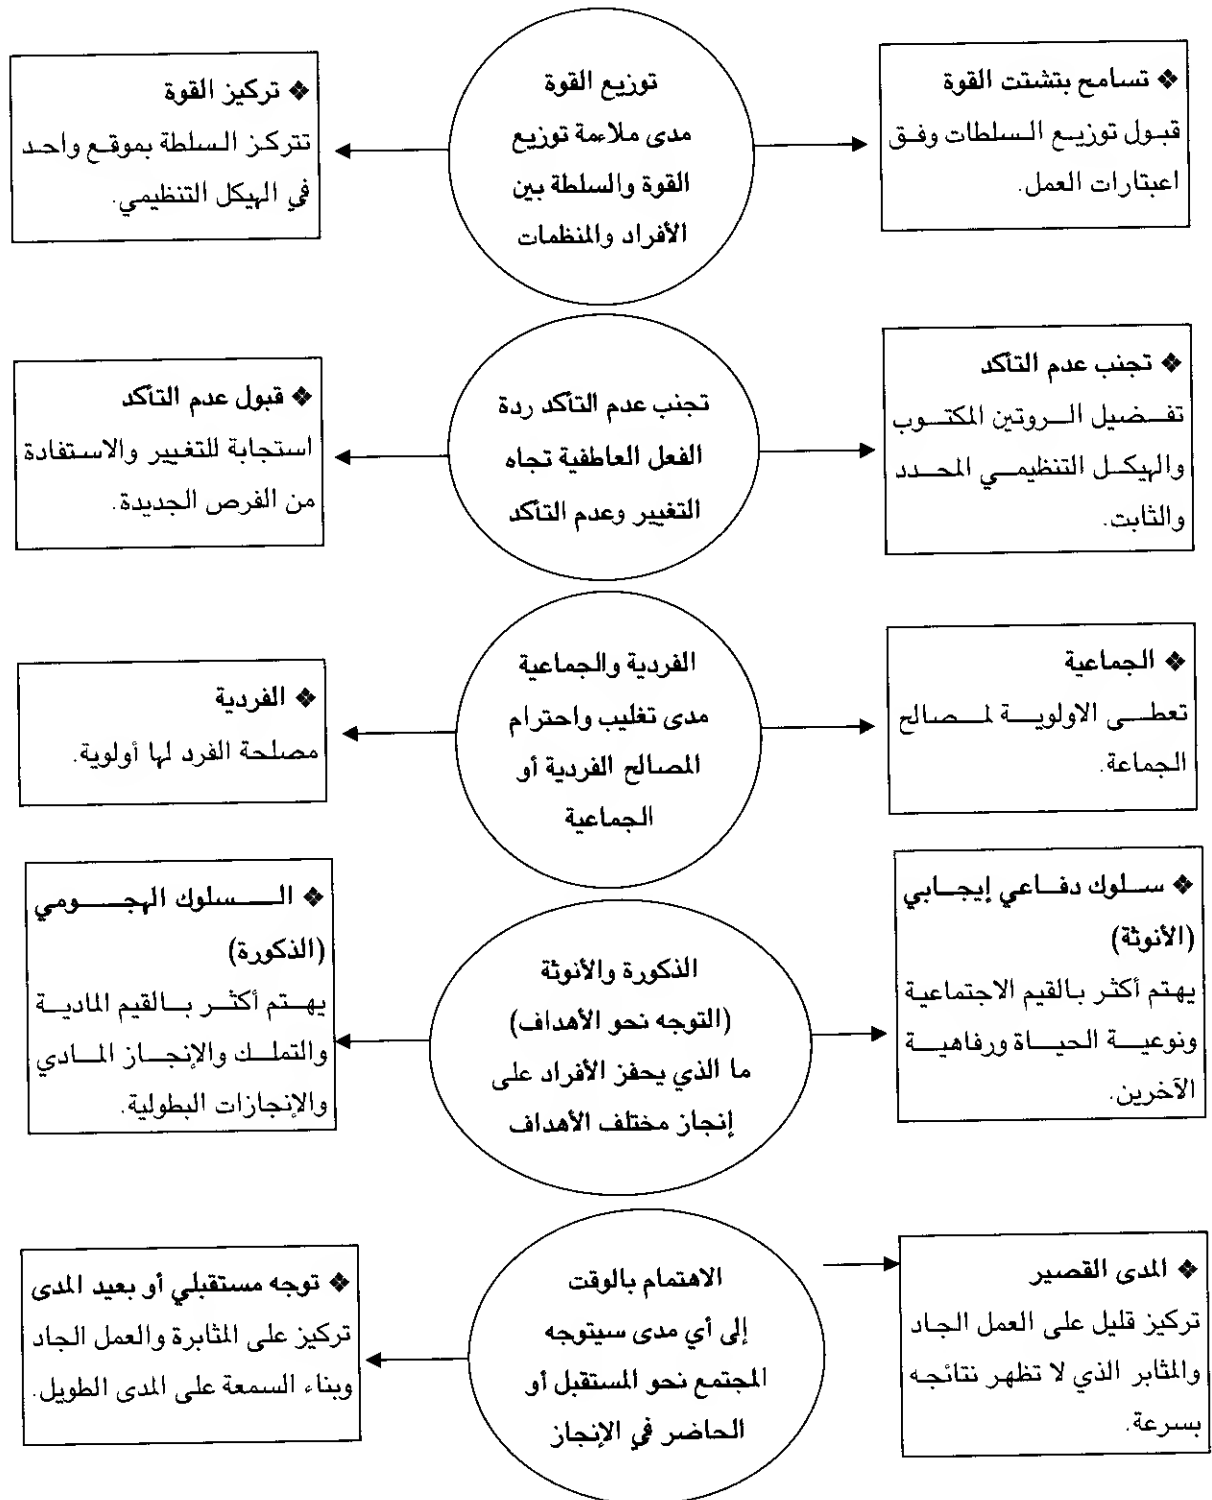 ❖ تسامح بتشتت القوة
قبول توزيع السلطات وفق
اعبتارات العمل.
توزيع القوة
مدى ملاءمة توزيع
القوة والسلطة بين
الأفراد والمنظمات
❖ تركيز القوة
تتركز السلطة بموقع واحد
في الهيكل التنظيمي.
❖ تجنب عدم التأكد
تفضيل الروتين المكتوب
والهيكل التنظيمي المحدد
والثابت.
تجنب عدم التأكد ردة
الفعل العاطفية تجاه
التغيير وعدم التأكد
❖ قبول عدم التأكد
استجابة للتغيير والاستفادة
من الفرص الجديدة.
❖ الجماعية
تعطى الاولوية لمصالح
الجماعة.
الفردية والجماعية
مدى تغليب واحترام
المصالح الفردية أو
الجماعية
❖ الفردية
مصلحة الفرد لها أولوية.
❖ سلوك دفاعي إيجابي
(الأنوثة)
يهتم أكثر بالقيم الاجتماعية
ونوعية الحياة ورفاهية
الآخرين.
الذكورة والأنوثة
(التوجه نحو الأهداف)
ما الذي يحفز الأفراد على
إنجاز مختلف الأهداف
❖ السلوك الهجومي
(الذكورة)
يهتم أكثر بالقيم المادية
والتملك والإنجاز المادي
والإنجازات البطولية.
❖ المدى القصير
تركيز قليل على العمل الجاد
والمثابر الذي لا تظهر نتائجه
بسرعة.
الاهتمام بالوقت
إلى أي مدى سيتوجه
المجتمع نحو المستقبل أو
الحاضر في الإنجاز
❖ توجه مستقبلي أو بعيد المدى
تركيز على المثابرة والعمل الجاد
وبناء السمعة على المدى الطويل.